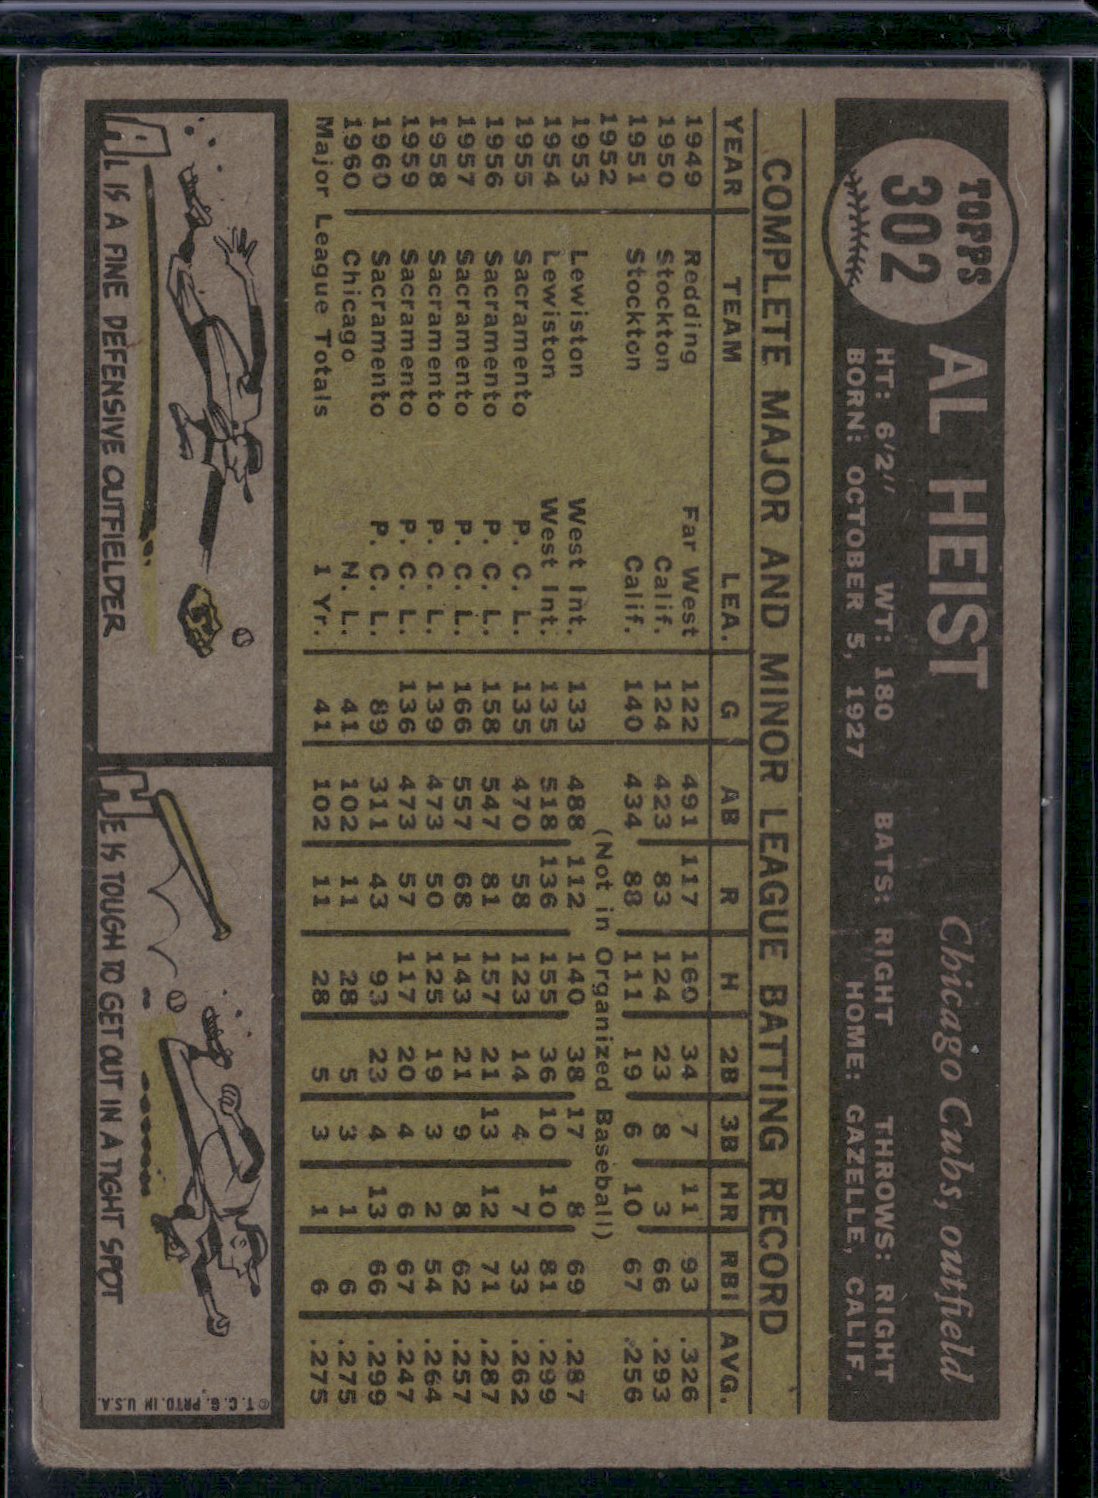 TOPPS
302
AL HEIST
Chicago Cubs, outfield
HT: 6'2" WT: 180 BATS: RIGHT THROWS: RIGHT
BORN: OCTOBER 5, 1927 HOME: GAZELLE, CALIF.
COMPLETE MAJOR AND MINOR LEAGUE BATTING RECORD
YEAR TEAM LEA. G AB R H 2B 3B HR RBI AVG.
1949 Redding Far West 122 491 117 160 34 7 11 93 .326
1950 Stockton Calif. 124 423 83 124 23 8 3 66 .293
1951 Stockton Calif. 140 434 88 111 19 6 10 67 .256
1952 (Not in Organized Baseball)
1953 Lewiston West Int. 133 488 112 140 38 17 8 69 .287
1954 Lewiston West Int. 135 518 136 155 36 10 10 81 .299
1955 Sacramento P. C. L. 135 470 58 123 14 4 7 33 .262
1956 Sacramento P. C. L. 158 547 81 157 21 13 12 71 .287
1957 Sacramento P. C. L. 166 557 68 143 21 9 8 62 .257
1958 Sacramento P. C. L. 139 473 50 125 19 3 2 54 .264
1959 Sacramento P. C. L. 136 473 57 117 20 4 6 67 .247
1960 Sacramento P. C. L. 89 311 43 93 23 4 13 66 .299
1960 Chicago N. L. 41 102 11 28 5 3 1 6 .275
Major League Totals 1 Yr. 41 102 11 28 5 3 1 6 .275
AL IS A FINE DEFENSIVE OUTFIELDER
HE IS TOUGH TO GET OUT IN A TIGHT SPOT
© T. C. G. PRTD. IN U.S.A.